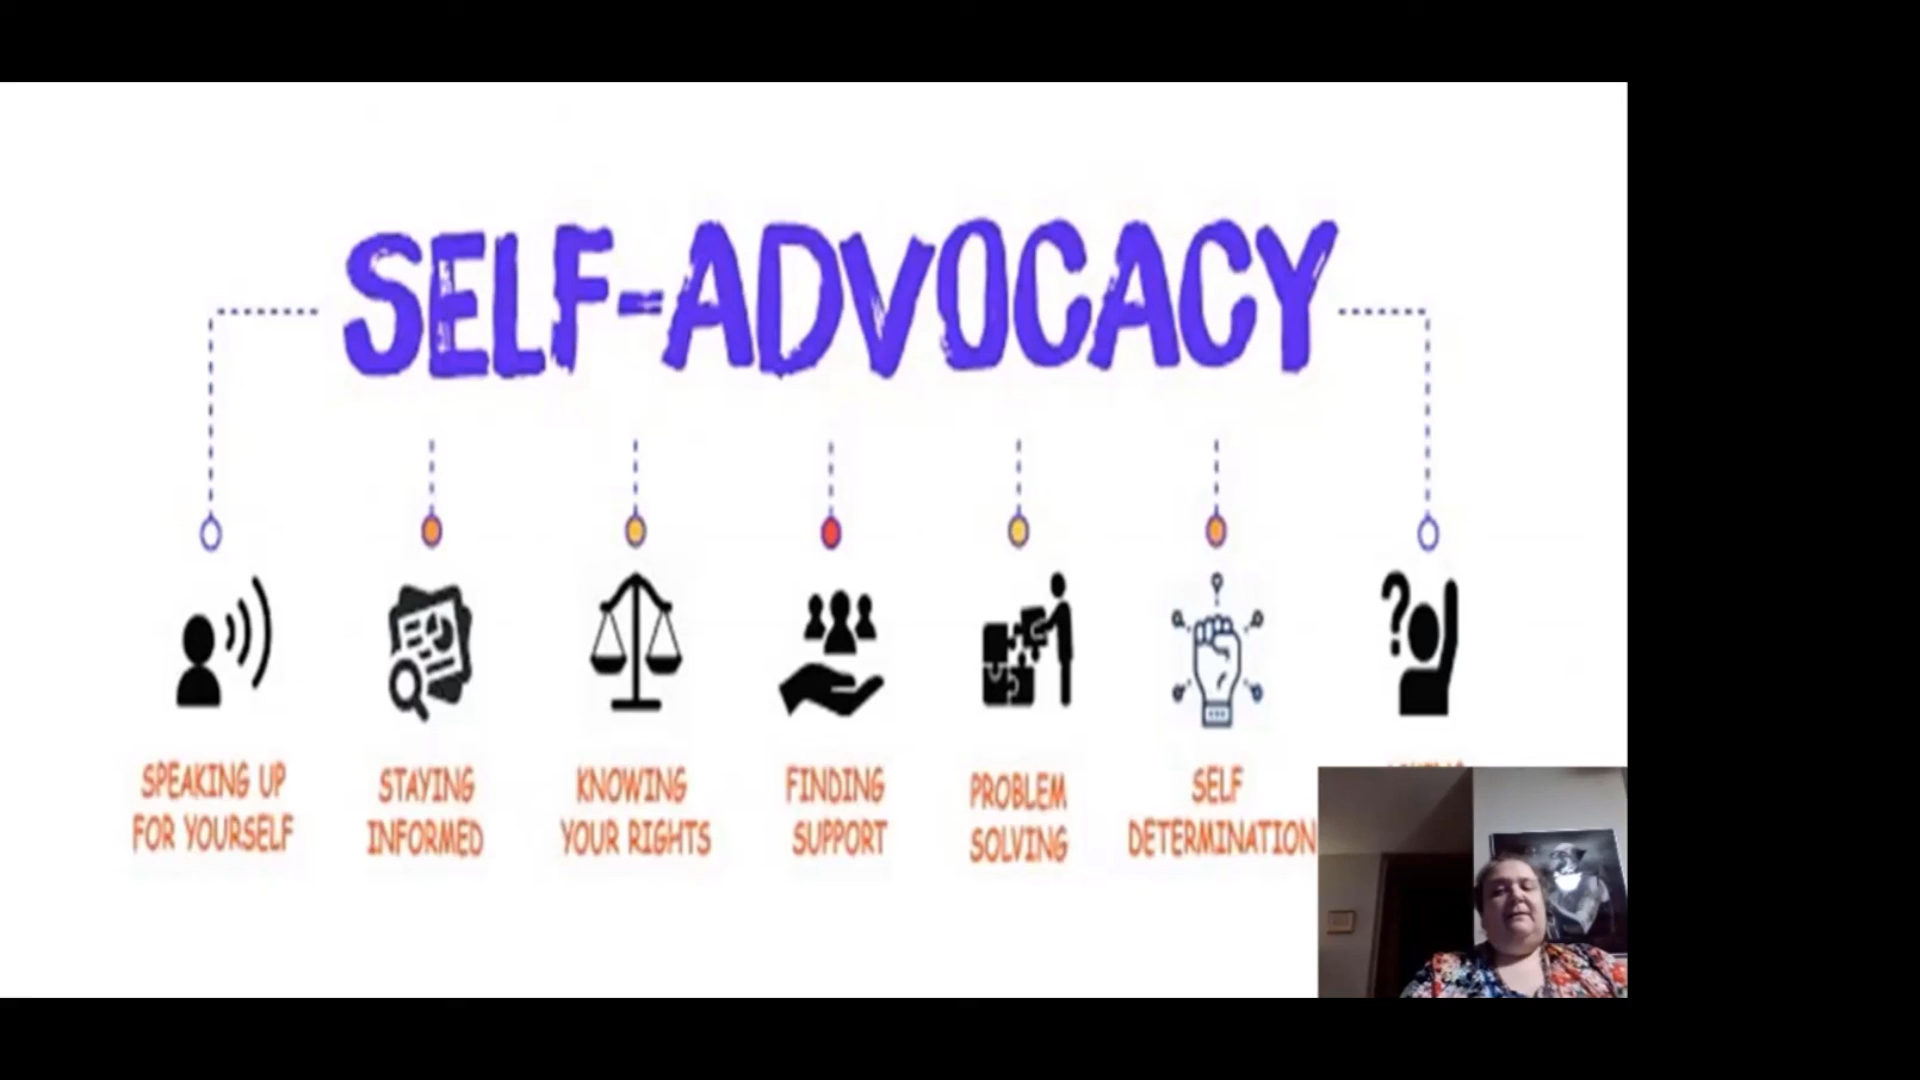 SELF-ADVOCACY
SPEAKING UP
FOR YOURSELF
STAYING
INFORMED
KNOWING
YOUR RIGHTS
FINDING
SUPPORT
PROBLEM
SOLVING
SELF
DETERMINATION